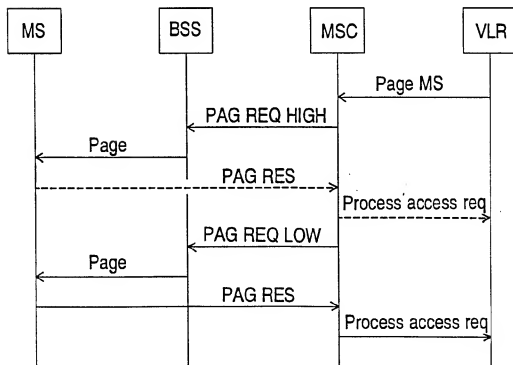 MS BSS MSC VLR
Page MS
PAG REQ HIGH
Page
PAG RES
Process access req
PAG REQ LOW
Page
PAG RES
Process access req